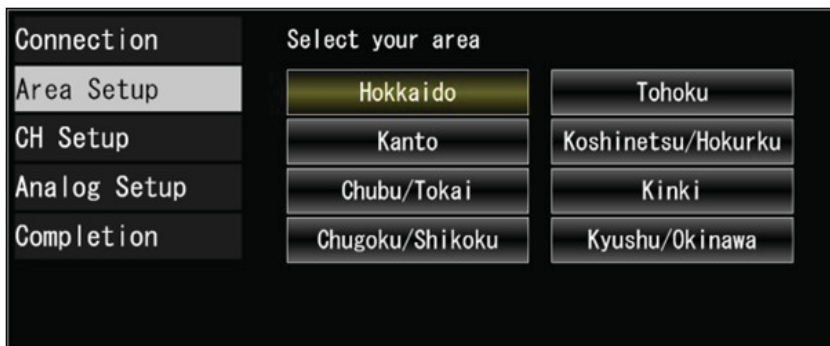 Connection
Area Setup
CH Setup
Analog Setup
Completion
Select your area
Hokkaido
Tohoku
Kanto
Koshinetsu/Hokurku
Chubu/Tokai
Kinki
Chugoku/Shikoku
Kyushu/Okinawa